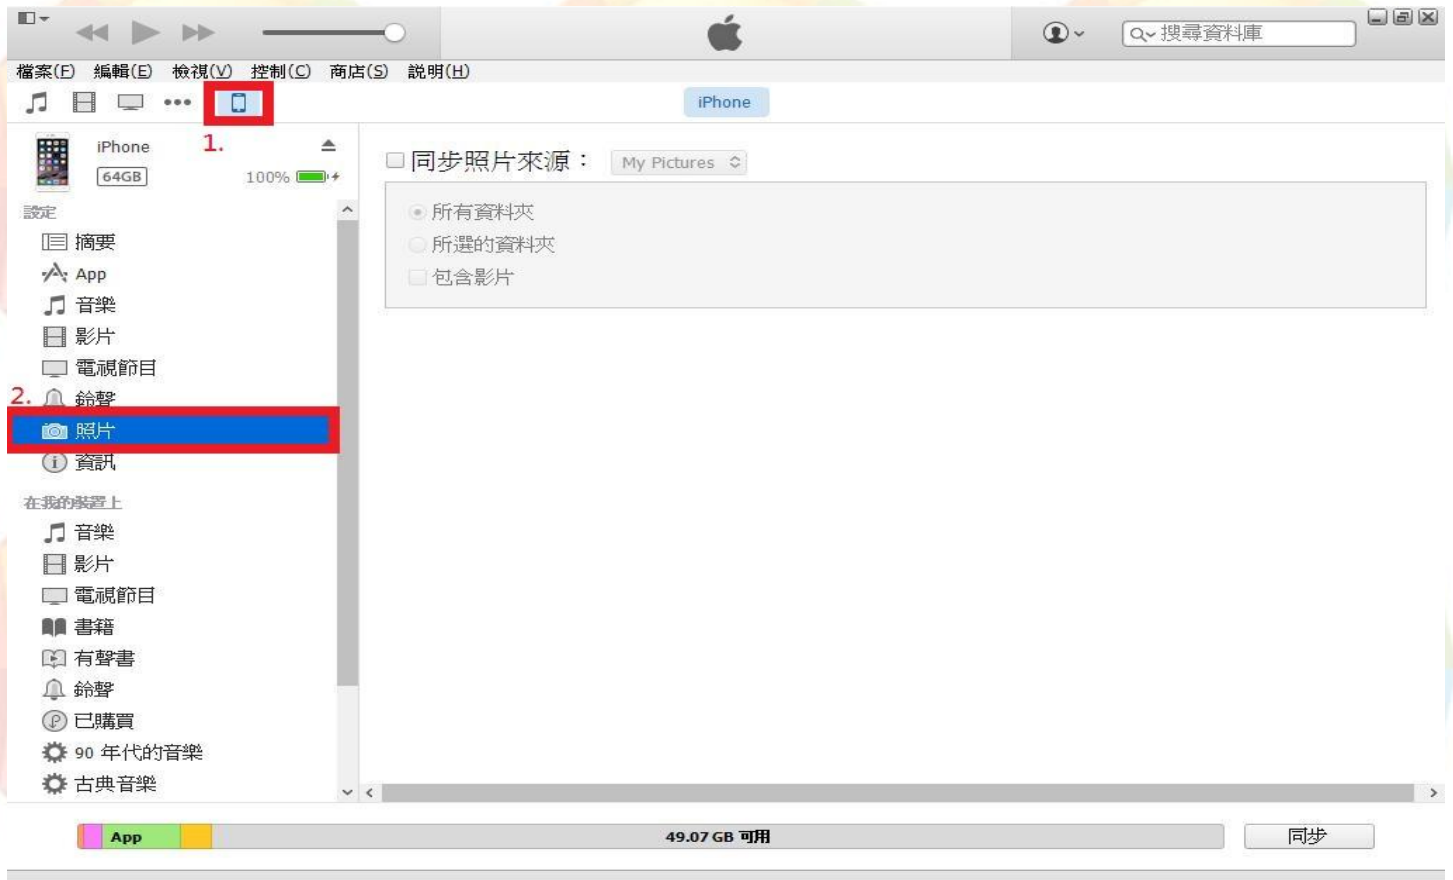 搜尋資料庫
檔案(F) 編輯(E) 檢視(V) 控制(C) 商店(S) 說明(H)
iPhone
1.
iPhone
64GB 100%
設定
摘要
App
音樂
影片
電視節目
2. 鈴聲
照片
資訊
在我的裝置上
音樂
影片
電視節目
書籍
有聲書
鈴聲
已購買
90 年代的音樂
古典音樂
同步照片來源： My Pictures
所有資料夾
所選的資料夾
包含影片
App 49.07 GB 可用 同步